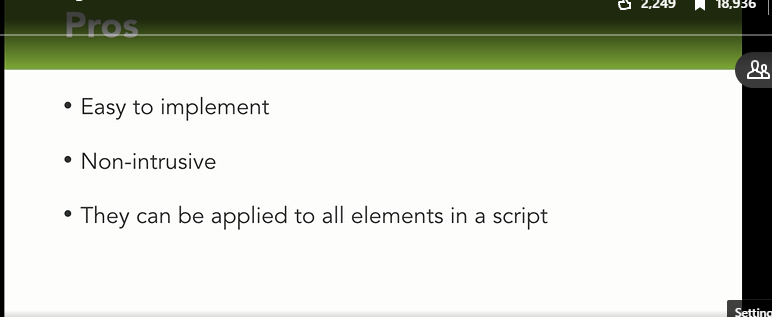 2,249 18,936
Pros
• Easy to implement
• Non-intrusive
• They can be applied to all elements in a script